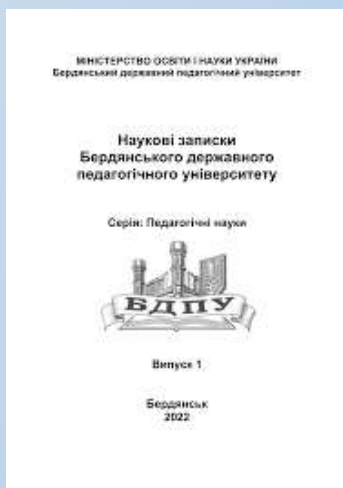 МІНІСТЕРСТВО ОСВІТИ І НАУКИ УКРАЇНИ
Бердянський державний педагогічний університет
Наукові записки
Бердянського державного
педагогічного університету
Серія: Педагогічні науки
БДПУ
Випуск 1
Бердянськ
2022